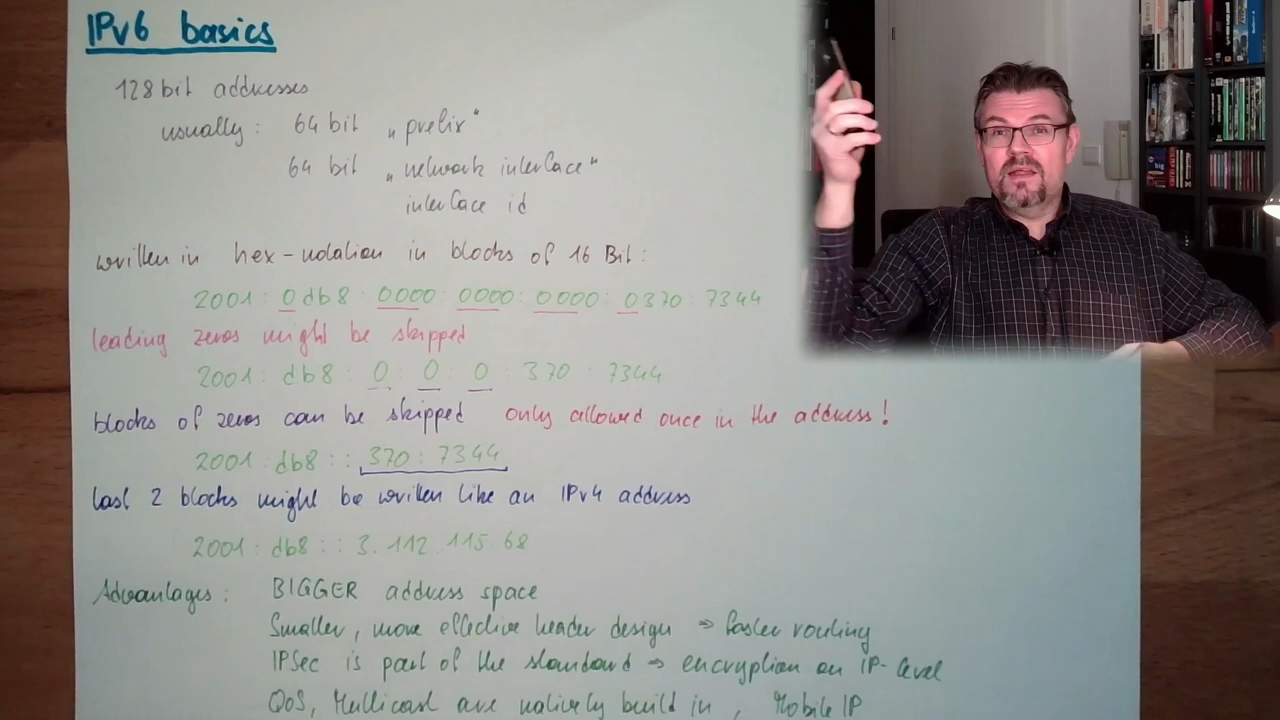 IPv6 basics
128 bit addresses
usually: 64 bit „prefix“
64 bit „network interface“
interface id
written in hex-notation in blocks of 16 Bit:
2001: 0db8: 0000: 0000: 0000: 0370: 7344
leading zeros might be skipped
2001: db8: 0: 0: 0: 370: 7344
blocks of zeros can be skipped only allowed once in the address!
2001: db8:: 370: 7344
last 2 blocks might be written like an IPv4 address
2001: db8:: 3.112.115.68
Advantages: BIGGER address space
Smaller, more effective header design ⇒ faster routing
IPSec is part of the standard ⇒ encryption on IP-level
QoS, Multicast are natively build in, Mobile IP